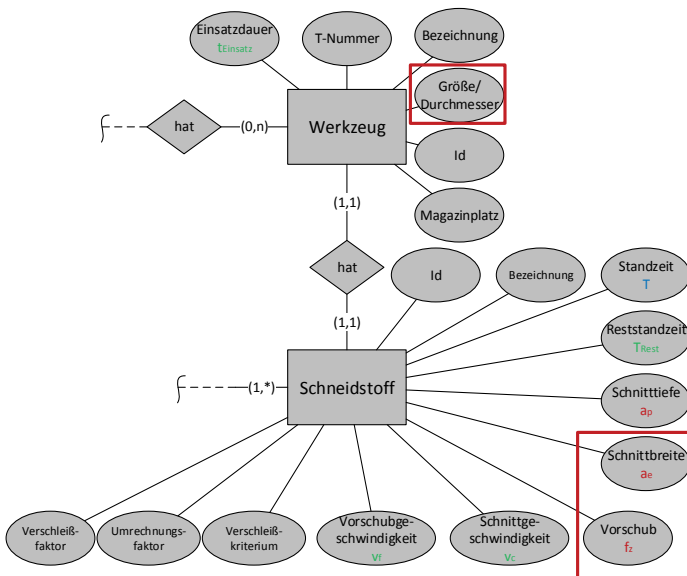 Einsatzdauer
tEinsatz
T-Nummer
Bezeichnung
Größe/
Durchmesser
hat
(0,n)
Werkzeug
Id
Magazinplatz
(1,1)
hat
(1,1)
Id
Bezeichnung
Standzeit
T
Reststandzeit
TRest
(1,*)
Schneidstoff
Schnitttiefe
ap
Schnittbreite
ae
Verschleiß-
faktor
Umrechnungs-
faktor
Verschleiß-
kriterium
Vorschubge-
schwindigkeit
vf
Schnittge-
schwindigkeit
vc
Vorschub
fz